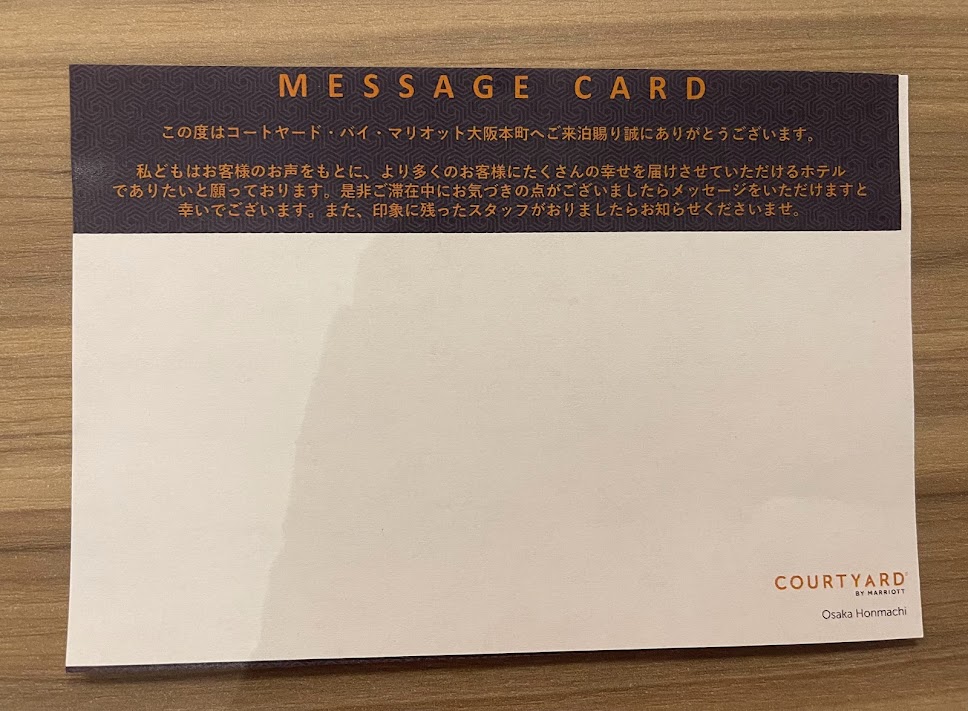 MESSAGE CARD
この度はコートヤード・バイ・マリオット大阪本町へご来泊賜り誠にありがとうございます。
私どもはお客様のお声をもとに、より多くのお客様にたくさんの幸せを届けさせていただけるホテル
でありたいと願っております。是非ご滞在中にお気づきの点がございましたらメッセージをいただけますと
幸いでございます。また、印象に残ったスタッフがおりましたらお知らせくださいませ。
COURTYARD
BY MARRIOTT
Osaka Honmachi